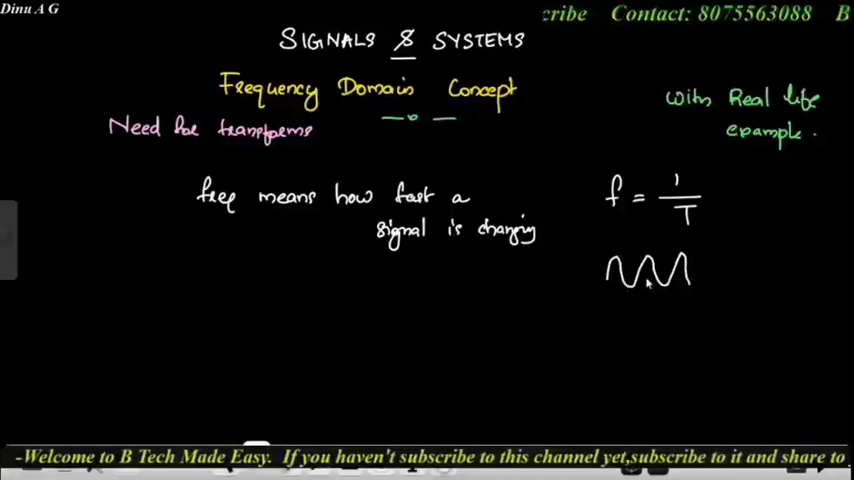 Dinu A G
cribe Contact: 8075563088 B
SIGNALS & SYSTEMS
Frequency Domain Concept
with Real life
example.
Need for transforms
freq means how fast a
signal is changing
f = 1/T
-Welcome to B Tech Made Easy. If you haven't subscribe to this channel yet,subscribe to it and share to